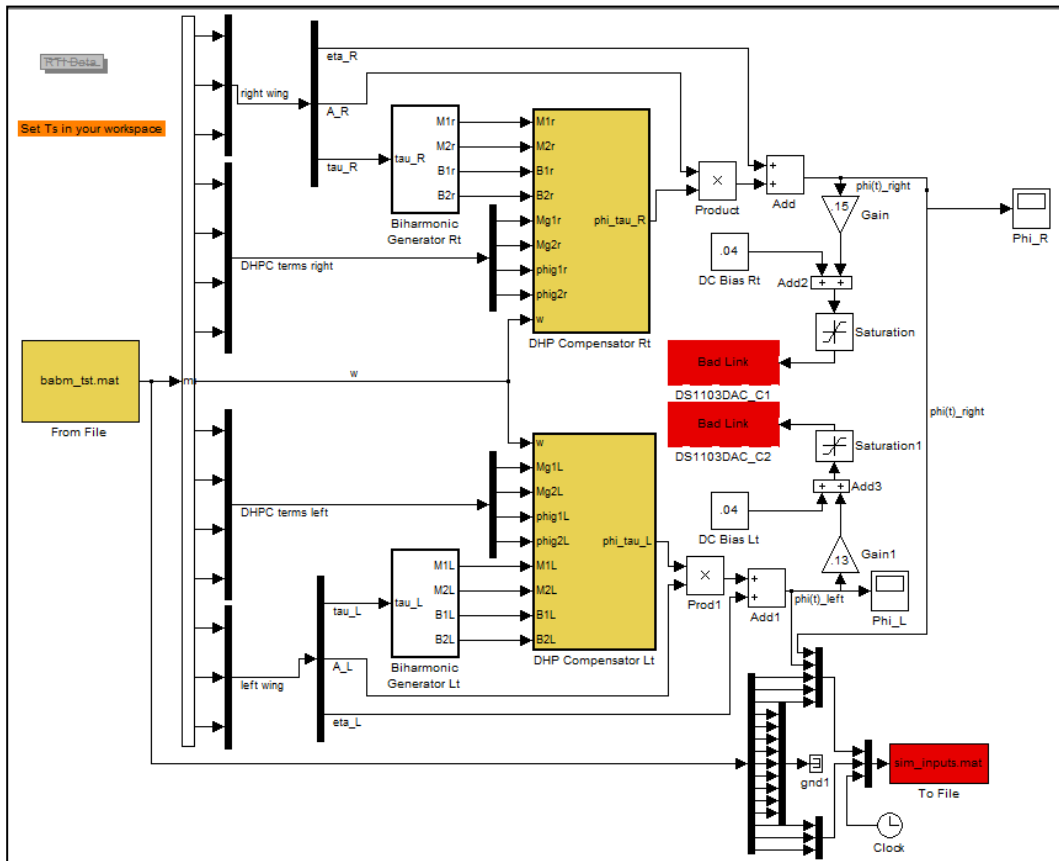 RTI Data
Set Ts in your workspace
right wing
eta_R
A_R
tau_R
tau_R
M1r
M2r
B1r
B2r
Biharmonic
Generator Rt
M1r
M2r
B1r
B2r
Mg1r
Mg2r
phig1r
phig2r
w
phi_tau_R
DHP Compensator Rt
DHPC terms right
Product
Add
phi(t)_right
.15
Gain
Phi_R
.04
DC Bias Rt
Add2
Saturation
Bad Link
DS1103DAC_C1
babm_tst.mat
From File
m
w
phi(t)_right
Bad Link
DS1103DAC_C2
Saturation1
Add3
.04
DC Bias Lt
.13
Gain1
w
Mg1L
Mg2L
phig1L
phig2L
M1L
M2L
B1L
B2L
phi_tau_L
DHP Compensator Lt
DHPC terms left
tau_L
tau_L
M1L
M2L
B1L
B2L
Biharmonic
Generator Lt
left wing
A_L
eta_L
Prod1
Add1
phi(t)_left
Phi_L
gnd1
sim_inputs.mat
To File
Clock